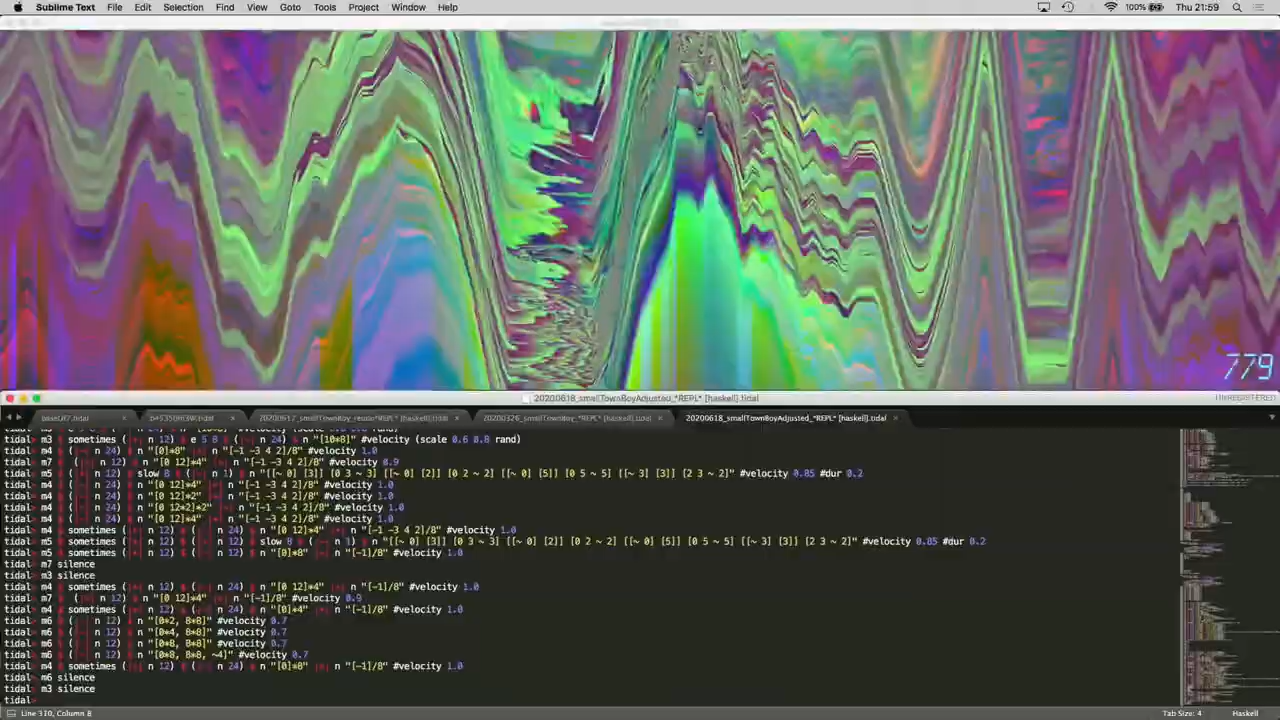 Sublime Text File Edit Selection Find View Goto Tools Project Window Help 100% Thu 21:59
779
20200618_smallTownBoyAdjusted_*REPL* [haskell].tidal
20200326_smallTownBoy_*REPL* [haskell].tidal 20200618_smallTownBoyAdjusted_*REPL* [haskell].tidal
tidal> m3 $ sometimes ( n 12) $ e 5 8 $ ( n 24) $ n "[10*8]" #velocity (scale 0.6 0.8 rand)
tidal> m4 $ ( n 24) $ n "[0]*8" n "[-1 -3 4 2]/8" #velocity 1.0
tidal> m7 $ ( n 12) n "[0 12]*4" n "[-1 -3 4 2]/8" #velocity 0.9
tidal> m5 ( n 12) slow 8 ( n 1) n "[[~ 0] [3]] [0 3 ~ 3] [[~ 0] [2]] [0 2 ~ 2] [[~ 0] [5]] [0 5 ~ 5] [[~ 3] [3]] [2 3 ~ 2]" #velocity 0.85 #dur 0.2
tidal> m4 $ ( n 24) $ n "[0 12]*4" n "[-1 -3 4 2]/8" #velocity 1.0
tidal> m4 $ ( n 24) $ n "[0 12]*2" n "[-1 -3 4 2]/8" #velocity 1.0
tidal> m4 $ ( n 24) $ n "[0 12*2]*2" n "[-1 -3 4 2]/8" #velocity 1.0
tidal> m4 $ ( n 24) $ n "[0 12]*4" n "[-1 -3 4 2]/8" #velocity 1.0
tidal> m4 $ sometimes ( n 12) $ ( n 24) $ n "[0 12]*4" n "[-1 -3 4 2]/8" #velocity 1.0
tidal> m5 $ sometimes ( n 12) $ ( n 12) $ slow 8 $ ( n 1) $ n "[[~ 0] [3]] [0 3 ~ 3] [[~ 0] [2]] [0 2 ~ 2] [[~ 0] [5]] [0 5 ~ 5] [[~ 3] [3]] [2 3 ~ 2]" #velocity 0.85 #dur 0.2
tidal> m4 $ sometimes ( n 12) $ ( n 24) $ n "[0]*8" n "[-1]/8" #velocity 1.0
tidal> m7 silence
tidal> m3 silence
tidal> m4 $ sometimes ( n 12) $ ( n 24) $ n "[0 12]*4" n "[-1]/8" #velocity 1.0
tidal> m7 $ ( n 12) $ n "[0 12]*4" n "[-1]/8" #velocity 0.9
tidal> m4 $ sometimes ( n 12) $ ( n 24) $ n "[0]*4" n "[-1]/8" #velocity 1.0
tidal> m6 $ ( n 12) $ n "[0*2, 8*8]" #velocity 0.7
tidal> m6 $ ( n 12) $ n "[0*4, 8*8]" #velocity 0.7
tidal> m6 $ ( n 12) $ n "[0*8, 8*8]" #velocity 0.7
tidal> m6 $ ( n 12) $ n "[0*8, 8*8, ~4]" #velocity 0.7
tidal> m4 $ sometimes ( n 12) $ ( n 24) $ n "[0]*8" n "[-1]/8" #velocity 1.0
tidal> m6 silence
tidal> m3 silence
tidal>
Line 310, Column 8 Tab Size: 4 Haskell